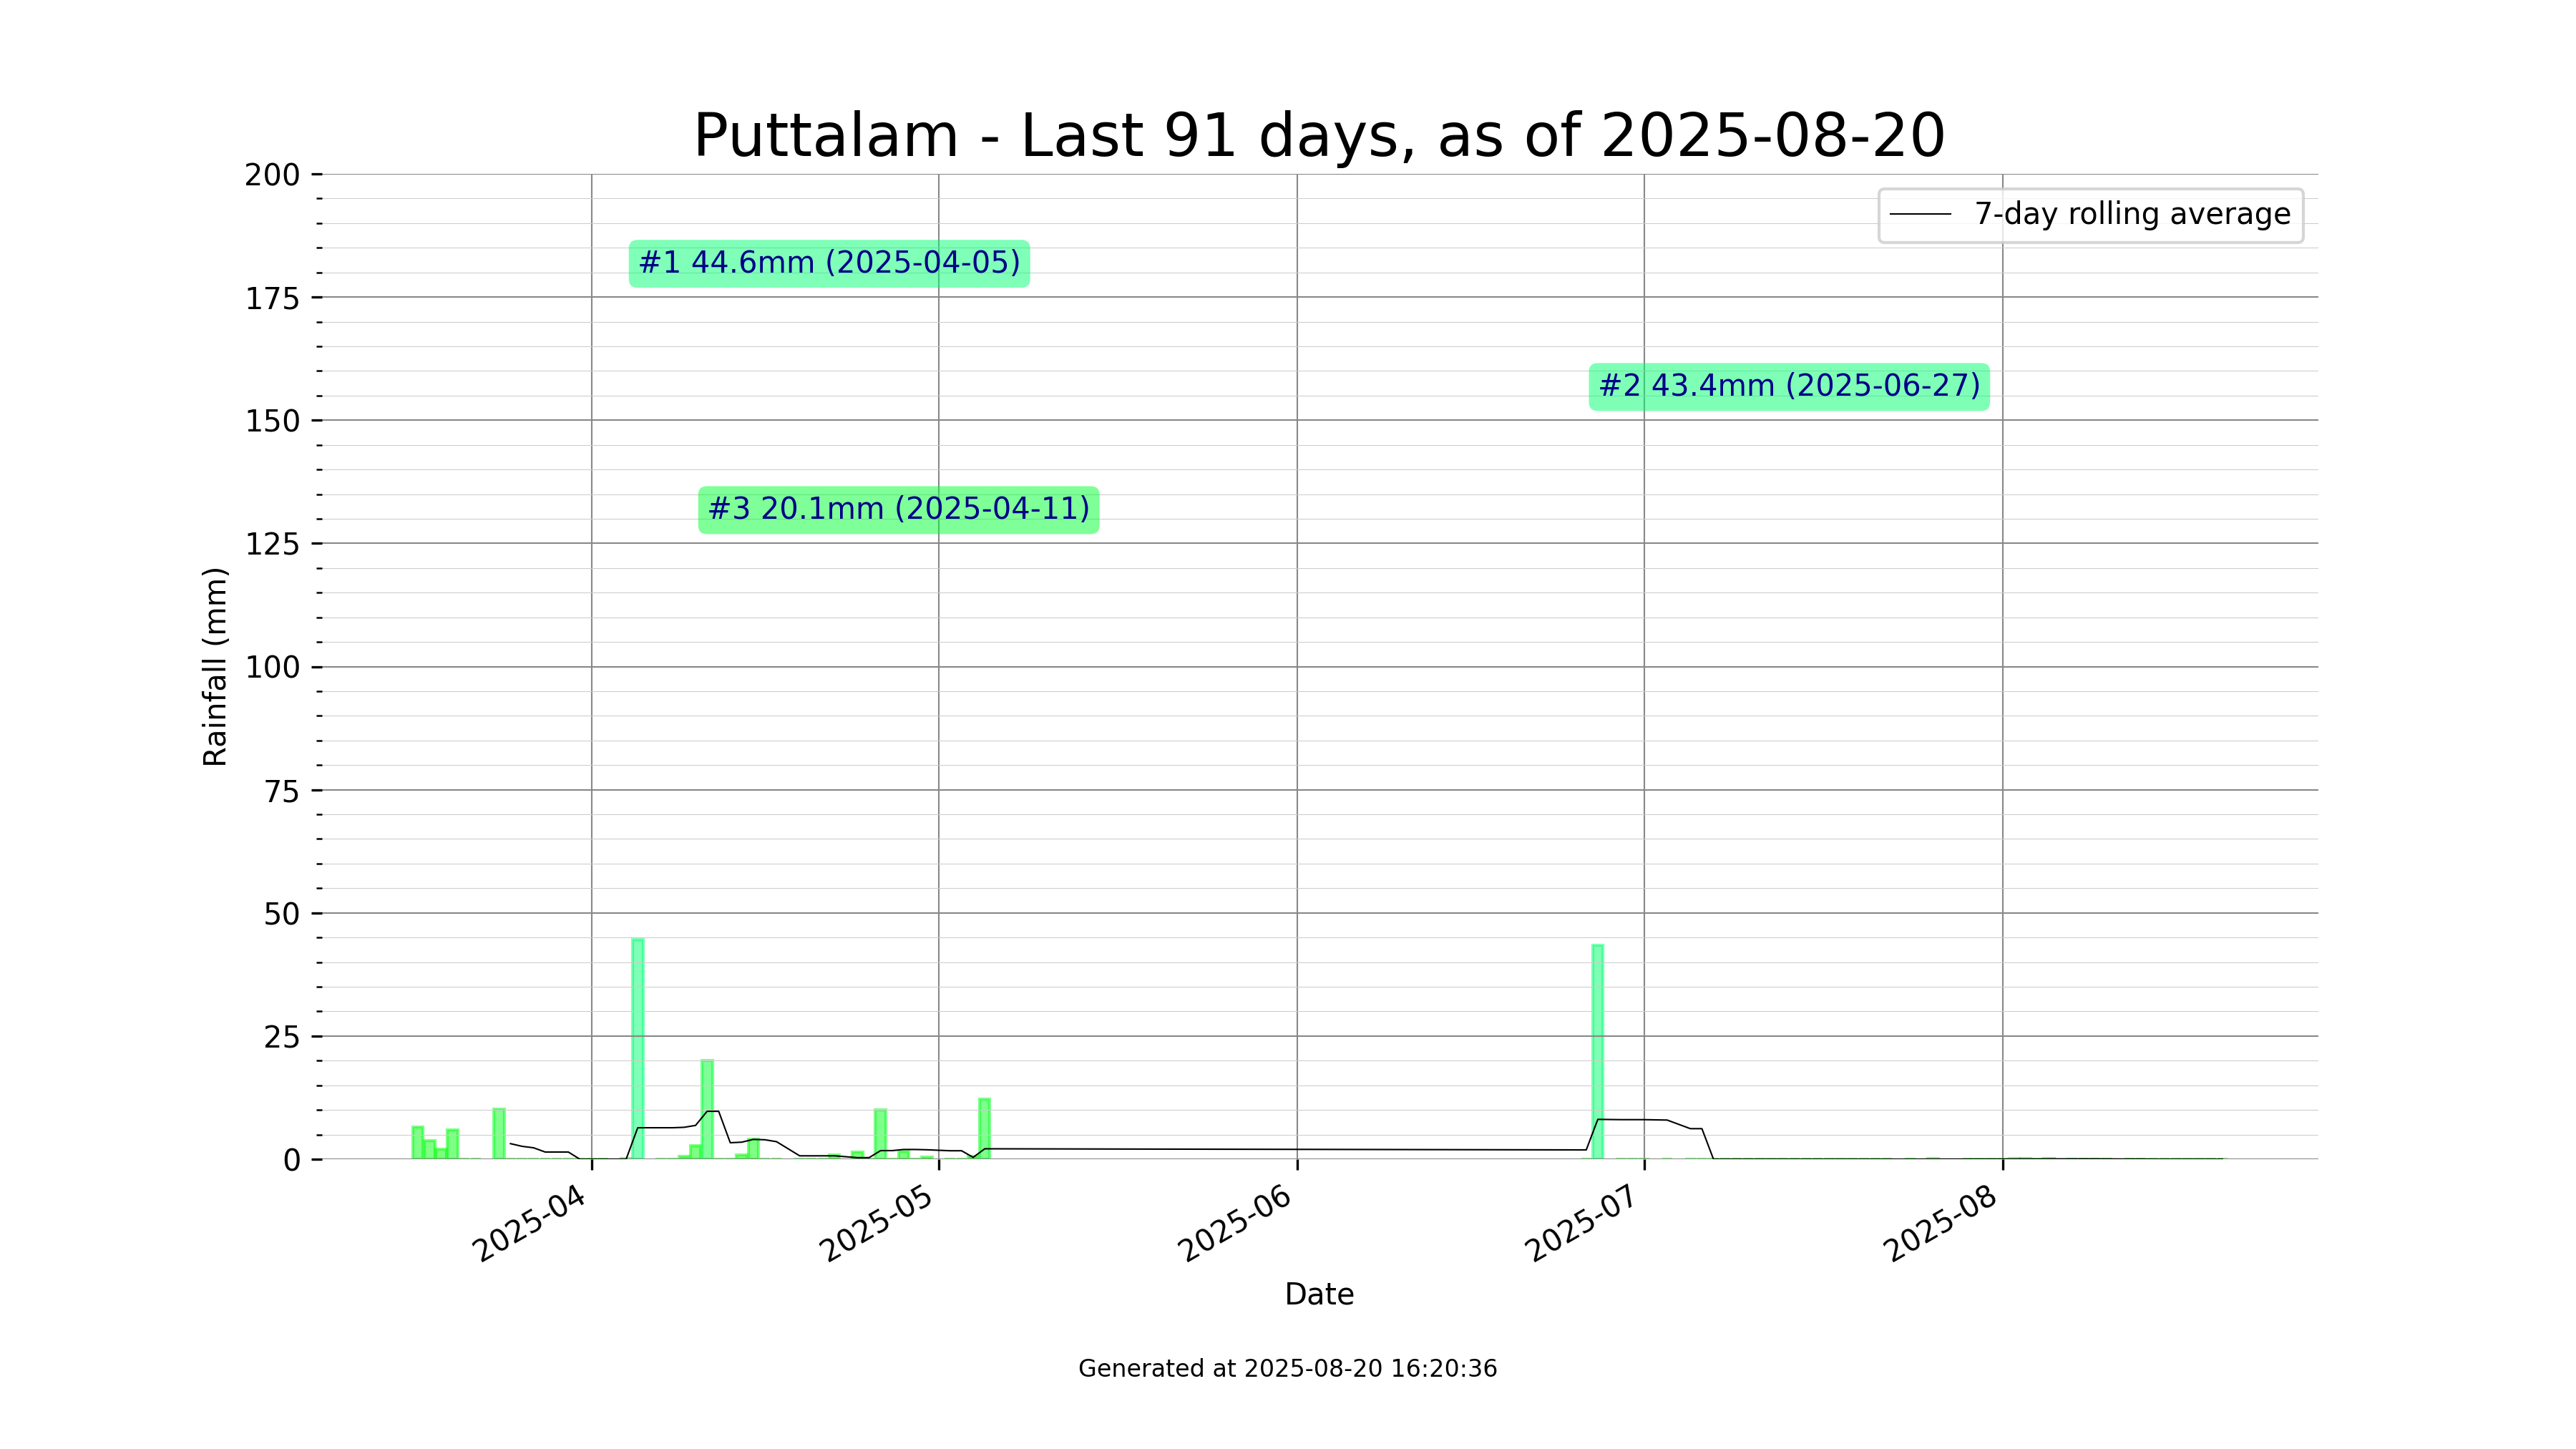 Puttalam - Last 91 days, as of 2025-08-20
7-day rolling average
#1 44.6mm (2025-04-05)
#2 43.4mm (2025-06-27)
#3 20.1mm (2025-04-11)
Rainfall (mm)
200
175
150
125
100
75
50
25
0
2025-04
2025-05
2025-06
2025-07
2025-08
Date
Generated at 2025-08-20 16:20:36